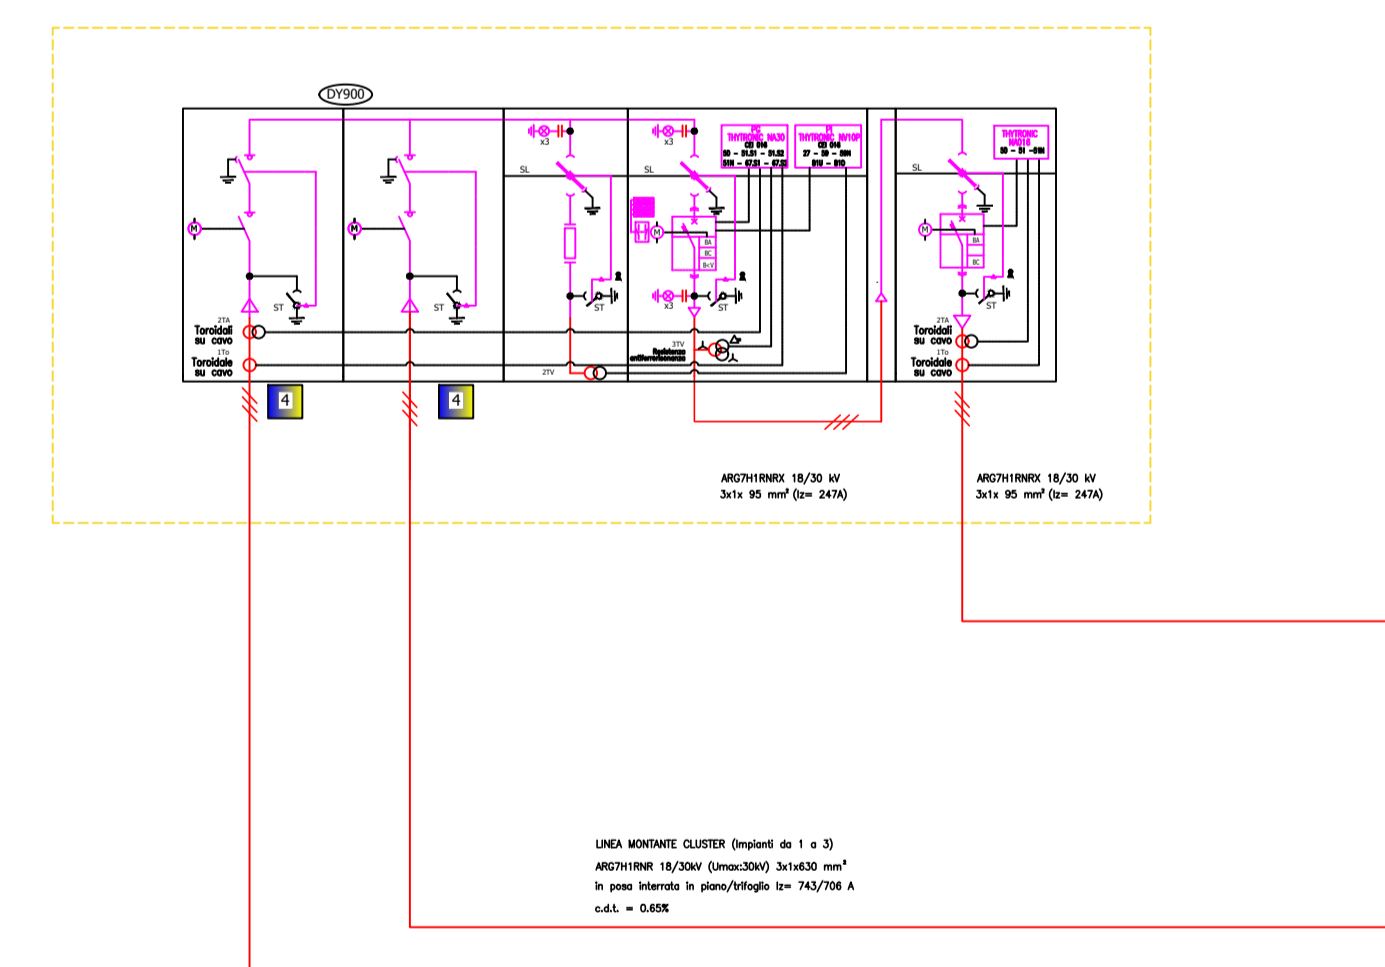 DY900
x3
x3
PG
THYTRONIC NA30
CEI 016
50 - 51.S1 - 51.S2
51N - 67.S1 - 67.S3
PI
THYTRONIC NV10P
CEI 016
27 - 59 - 59N
81U - 81O
THYTRONIC
NA016
50 - 51 -51N
SL
SL
SL
M
M
M
M
BA
BC
B<V
BA
BC
ST
ST
ST
ST
ST
x3
2TA
Toroidali
su cavo
1To
Toroidale
su cavo
2TV
3TV
Resistenza
antiferrorisonanza
2TA
Toroidali
su cavo
1To
Toroidale
su cavo
4
4
ARG7H1RNRX 18/30 kV
3x1x 95 mm² (Iz= 247A)
ARG7H1RNRX 18/30 kV
3x1x 95 mm² (Iz= 247A)
LINEA MONTANTE CLUSTER (Impianti da 1 a 3)
ARG7H1RNR 18/30kV (Umax:30kV) 3x1x630 mm²
in posa interrata in piano/trifoglio Iz= 743/706 A
c.d.t. = 0.65%